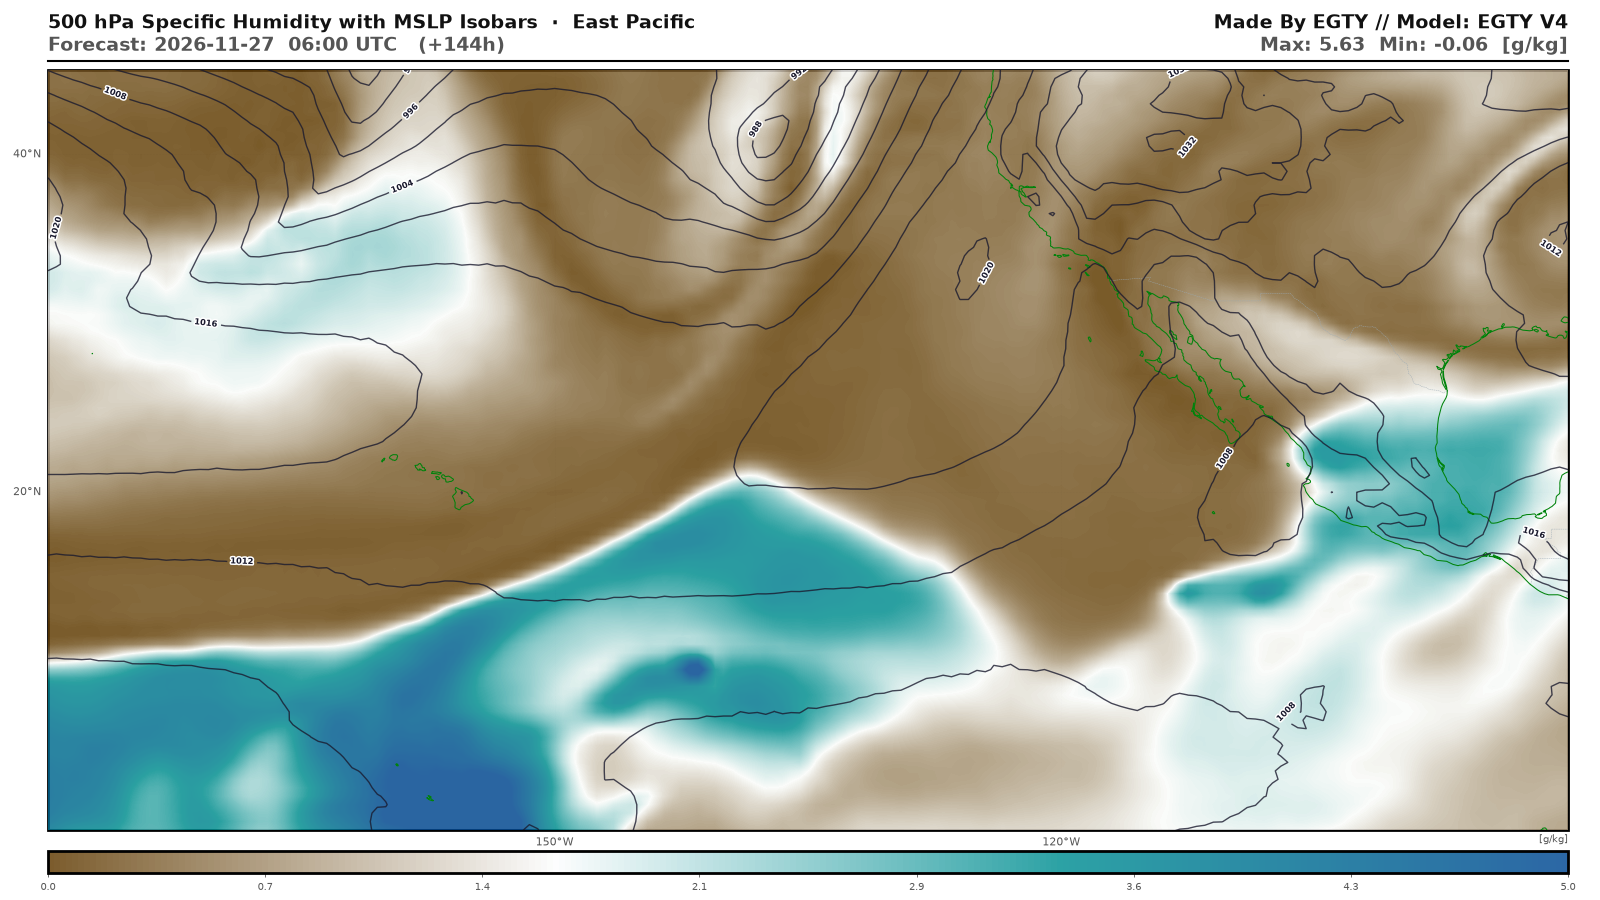 500 hPa Specific Humidity with MSLP Isobars · East Pacific
Made By EGTY // Model: EGTY V4
Forecast: 2026-11-27 06:00 UTC (+144h)
Max: 5.63 Min: -0.06 [g/kg]
1008
996
988
1032
40°N
1004
1020
1012
1020
1016
1008
20°N
1016
1012
1008
150°W
120°W
[g/kg]
0.0
0.7
1.4
2.1
2.9
3.6
4.3
5.0